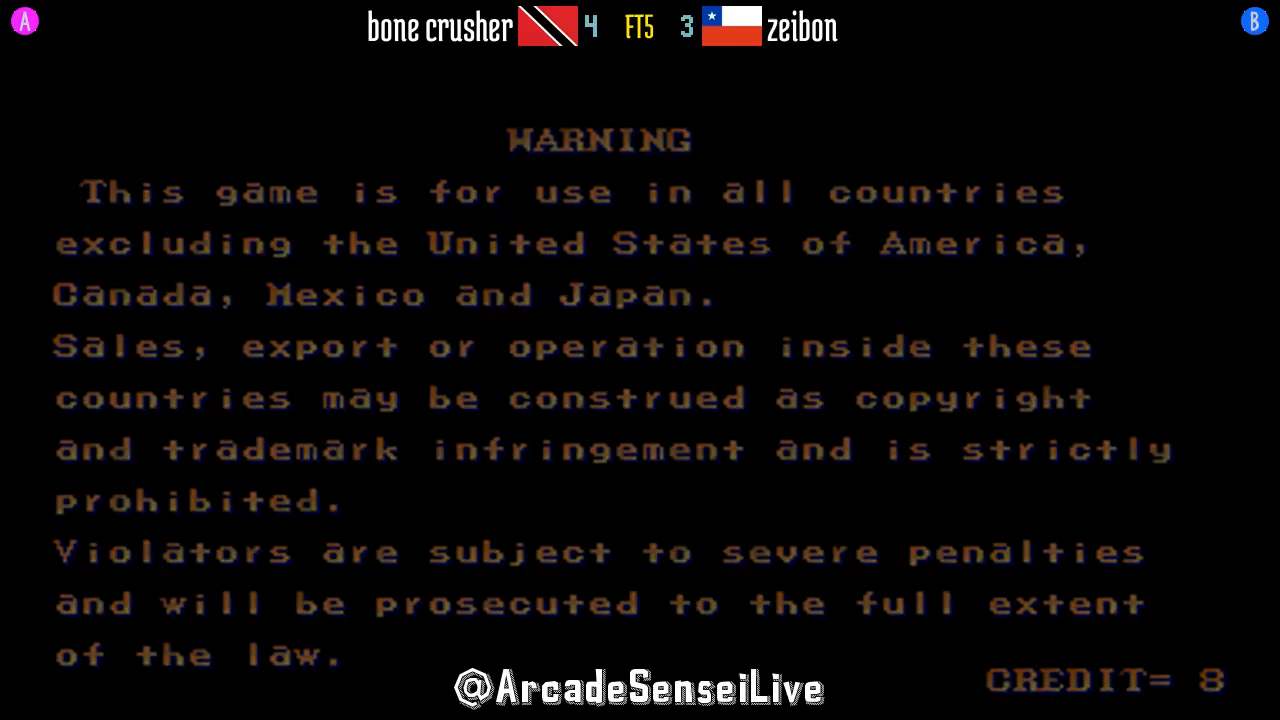 A bone crusher 4 FT5 3 zeibon B
WARNING
This game is for use in all countries
excluding the United States of America,
Canada, Mexico and Japan.
Sales, export or operation inside these
countries may be construed as copyright
and trademark infringement and is strictly
prohibited.
Violators are subject to severe penalties
and will be prosecuted to the full extent
of the law.
@ArcadeSenseiLive
CREDIT= 8